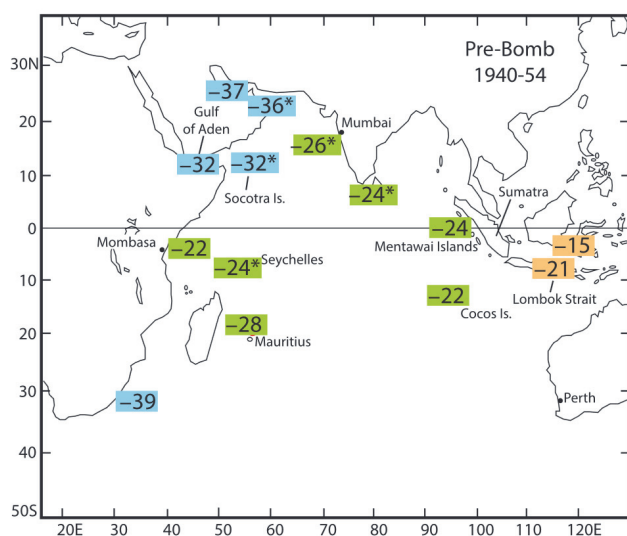 Pre-Bomb
1940-54
30N
20
10
0
10
20
30
40
50S
–37
–36*
Gulf
of Aden
–32
–32*
Socotra Is.
Mumbai
–26*
–24*
Sumatra
–24
Mentawai Islands
–15
–21
Lombok Strait
Mombasa
–22
–24*
Seychelles
–22
Cocos Is.
–28
Mauritius
–39
Perth
20E
30
40
50
60
70
80
90
100
110
120E